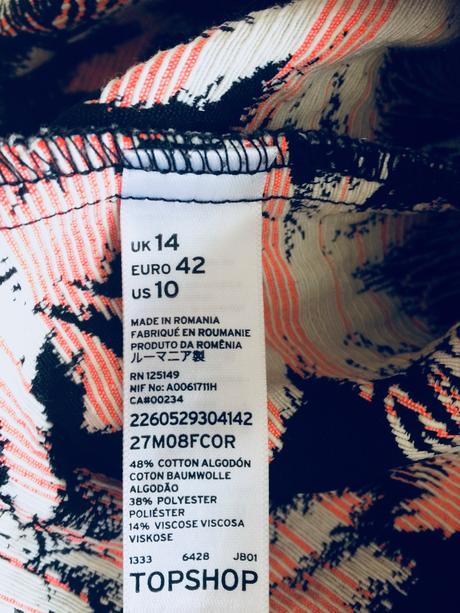 UK 14
EURO 42
US 10
MADE IN ROMANIA
FABRIQUÉ EN ROUMANIE
PRODUTO DA ROMÊNIA
ルーマニア製
RN 125149
NIF No: A0061711H
CA#00234
2260529304142
27M08FCOR
48% COTTON ALGODÓN
COTON BAUMWOLLE
ALGODÃO
38% POLYESTER
POLIÉSTER
14% VISCOSE VISCOSA
VISKOSE
1333 6428 JB01
TOPSHOP